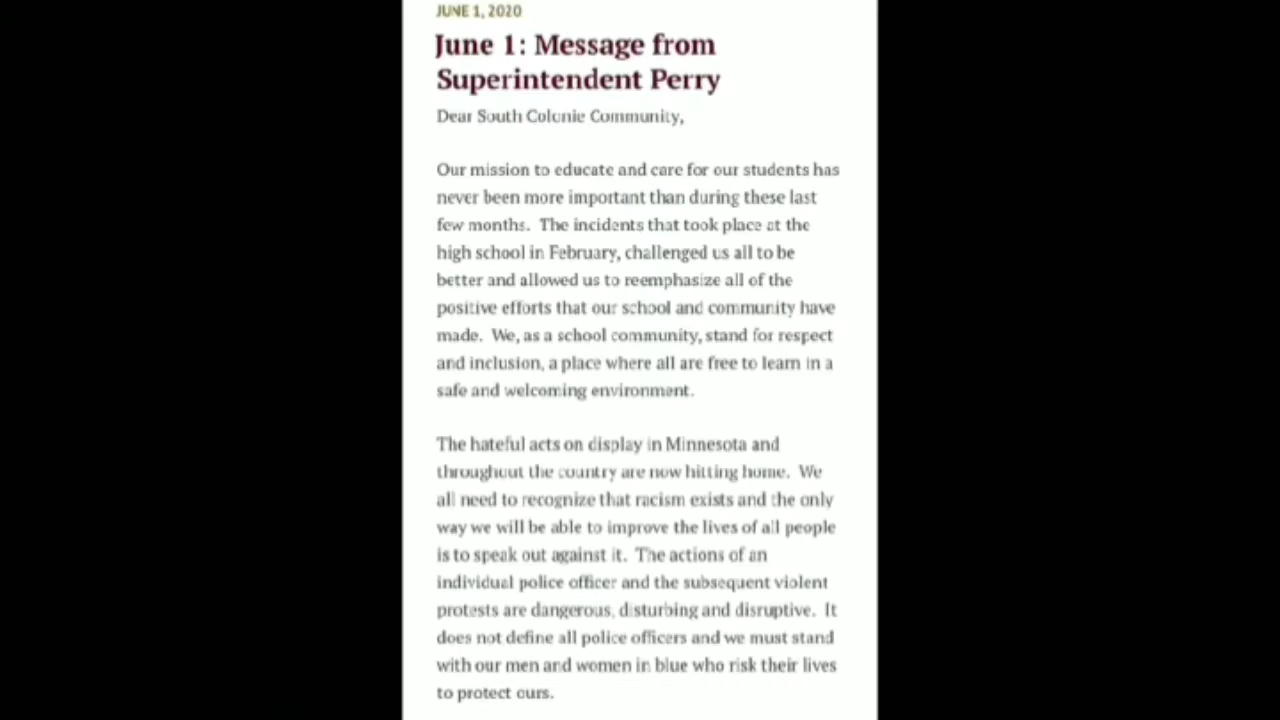 JUNE 1, 2020
June 1: Message from
Superintendent Perry
Dear South Colonie Community,
Our mission to educate and care for our students has
never been more important than during these last
few months. The incidents that took place at the
high school in February, challenged us all to be
better and allowed us to reemphasize all of the
positive efforts that our school and community have
made. We, as a school community, stand for respect
and inclusion, a place where all are free to learn in a
safe and welcoming environment.
The hateful acts on display in Minnesota and
throughout the country are now hitting home. We
all need to recognize that racism exists and the only
way we will be able to improve the lives of all people
is to speak out against it. The actions of an
individual police officer and the subsequent violent
protests are dangerous, disturbing and disruptive. It
does not define all police officers and we must stand
with our men and women in blue who risk their lives
to protect ours.